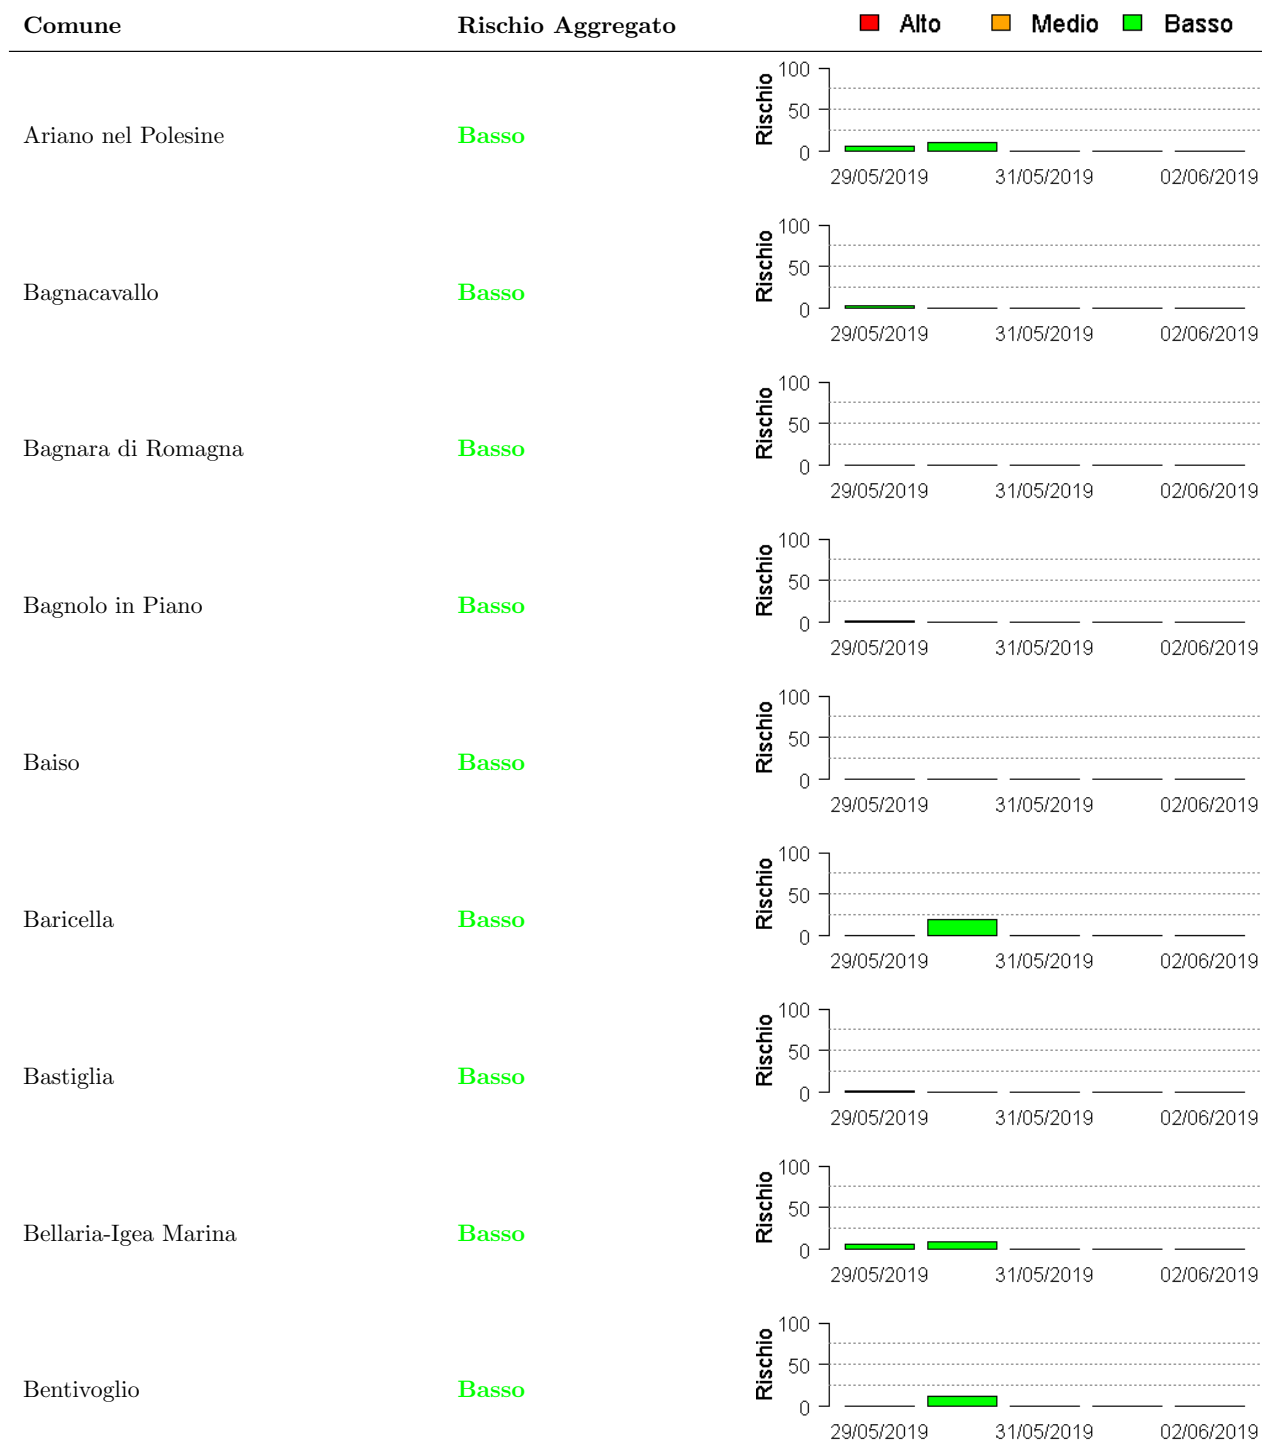 Comune Rischio Aggregato Alto Medio Basso
100
50
0
Rischio
Ariano nel Polesine Basso
29/05/2019 31/05/2019 02/06/2019
100
50
0
Rischio
Bagnacavallo Basso
29/05/2019 31/05/2019 02/06/2019
100
50
0
Rischio
Bagnara di Romagna Basso
29/05/2019 31/05/2019 02/06/2019
100
50
0
Rischio
Bagnolo in Piano Basso
29/05/2019 31/05/2019 02/06/2019
100
50
0
Rischio
Baiso Basso
29/05/2019 31/05/2019 02/06/2019
100
50
0
Rischio
Baricella Basso
29/05/2019 31/05/2019 02/06/2019
100
50
0
Rischio
Bastiglia Basso
29/05/2019 31/05/2019 02/06/2019
100
50
0
Rischio
Bellaria-Igea Marina Basso
29/05/2019 31/05/2019 02/06/2019
100
50
0
Rischio
Bentivoglio Basso
29/05/2019 31/05/2019 02/06/2019